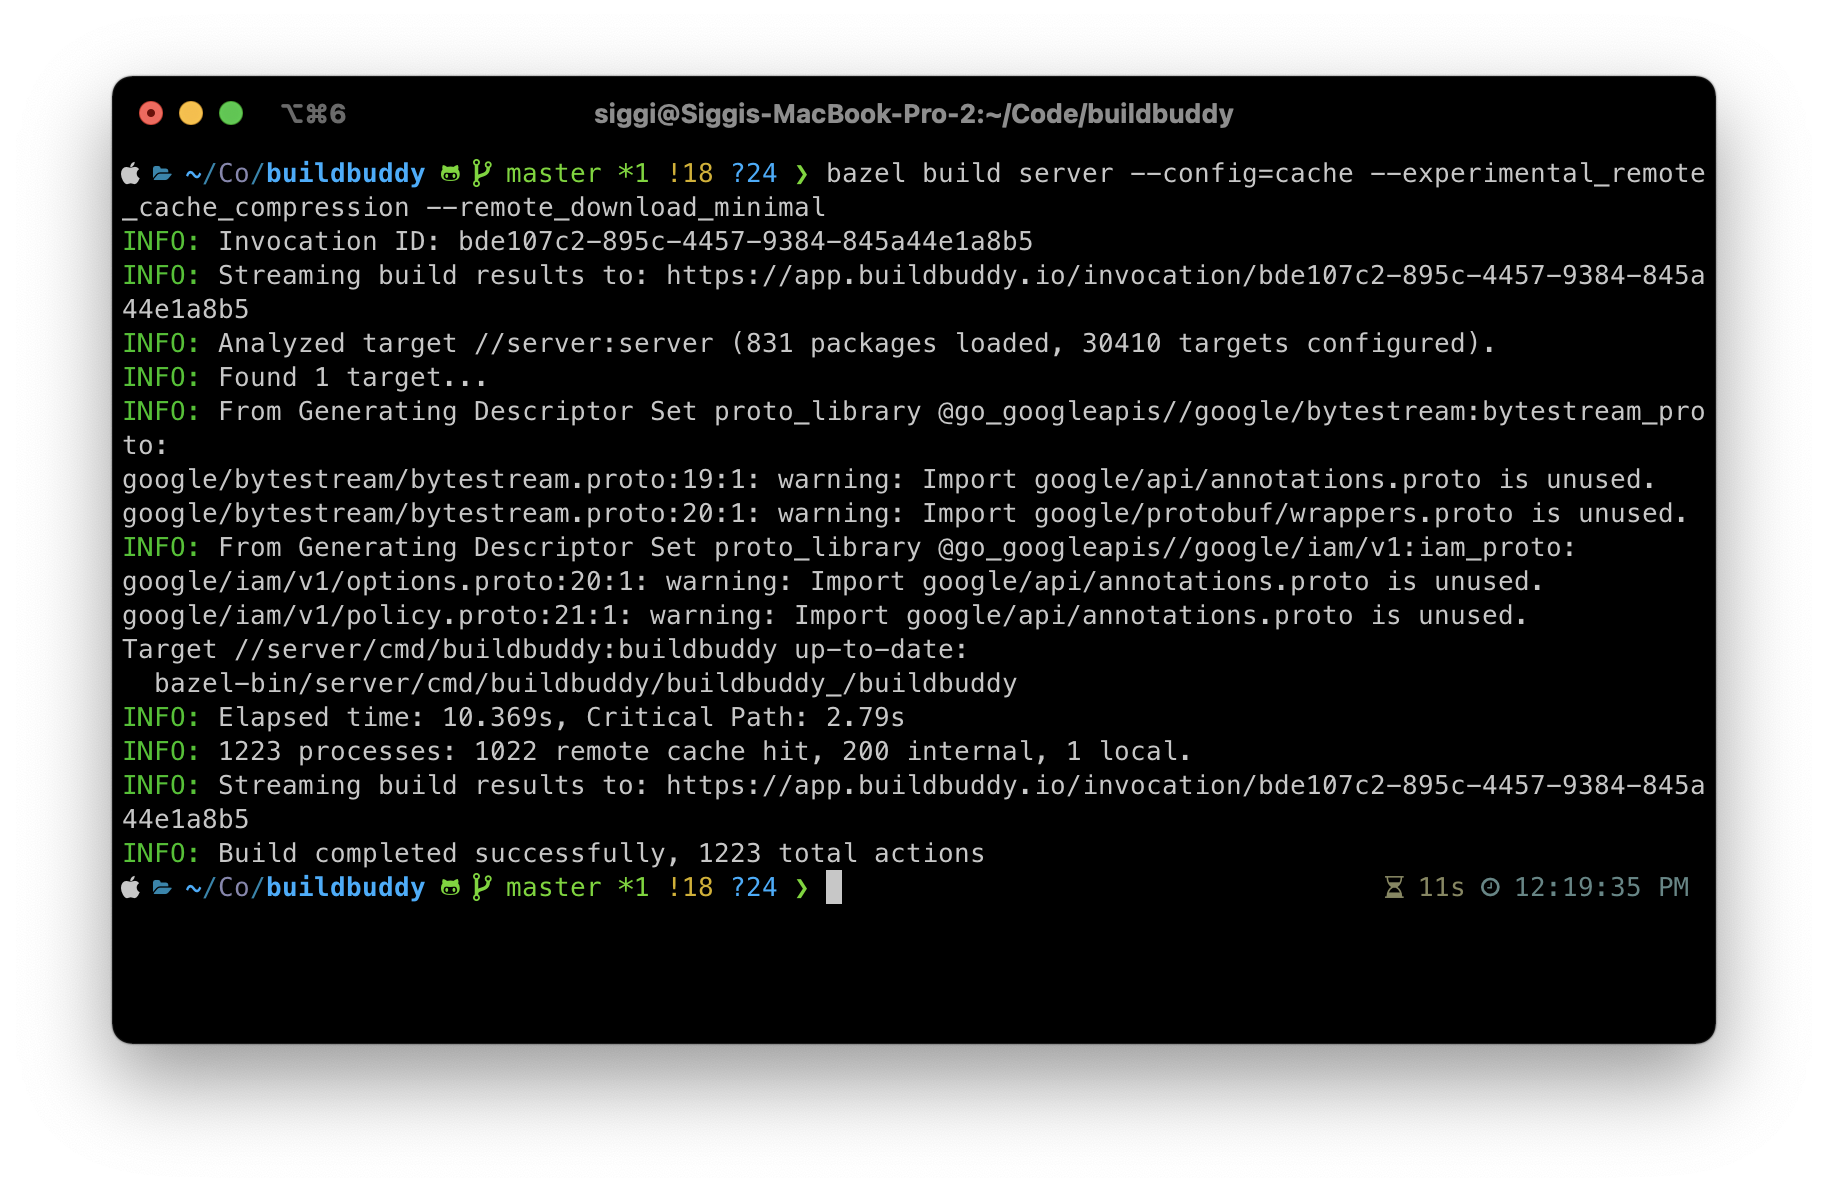 ⌥⌘6
siggi@Siggis-MacBook-Pro-2:~/Code/buildbuddy
~/Co/buildbuddy master *1 !18 ?24 ❯ bazel build server --config=cache --experimental_remote
_cache_compression --remote_download_minimal
INFO: Invocation ID: bde107c2-895c-4457-9384-845a44e1a8b5
INFO: Streaming build results to: https://app.buildbuddy.io/invocation/bde107c2-895c-4457-9384-845a
44e1a8b5
INFO: Analyzed target //server:server (831 packages loaded, 30410 targets configured).
INFO: Found 1 target...
INFO: From Generating Descriptor Set proto_library @go_googleapis//google/bytestream:bytestream_pro
to:
google/bytestream/bytestream.proto:19:1: warning: Import google/api/annotations.proto is unused.
google/bytestream/bytestream.proto:20:1: warning: Import google/protobuf/wrappers.proto is unused.
INFO: From Generating Descriptor Set proto_library @go_googleapis//google/iam/v1:iam_proto:
google/iam/v1/options.proto:20:1: warning: Import google/api/annotations.proto is unused.
google/iam/v1/policy.proto:21:1: warning: Import google/api/annotations.proto is unused.
Target //server/cmd/buildbuddy:buildbuddy up-to-date:
  bazel-bin/server/cmd/buildbuddy/buildbuddy_/buildbuddy
INFO: Elapsed time: 10.369s, Critical Path: 2.79s
INFO: 1223 processes: 1022 remote cache hit, 200 internal, 1 local.
INFO: Streaming build results to: https://app.buildbuddy.io/invocation/bde107c2-895c-4457-9384-845a
44e1a8b5
INFO: Build completed successfully, 1223 total actions
~/Co/buildbuddy master *1 !18 ?24 ❯ 11s 12:19:35 PM